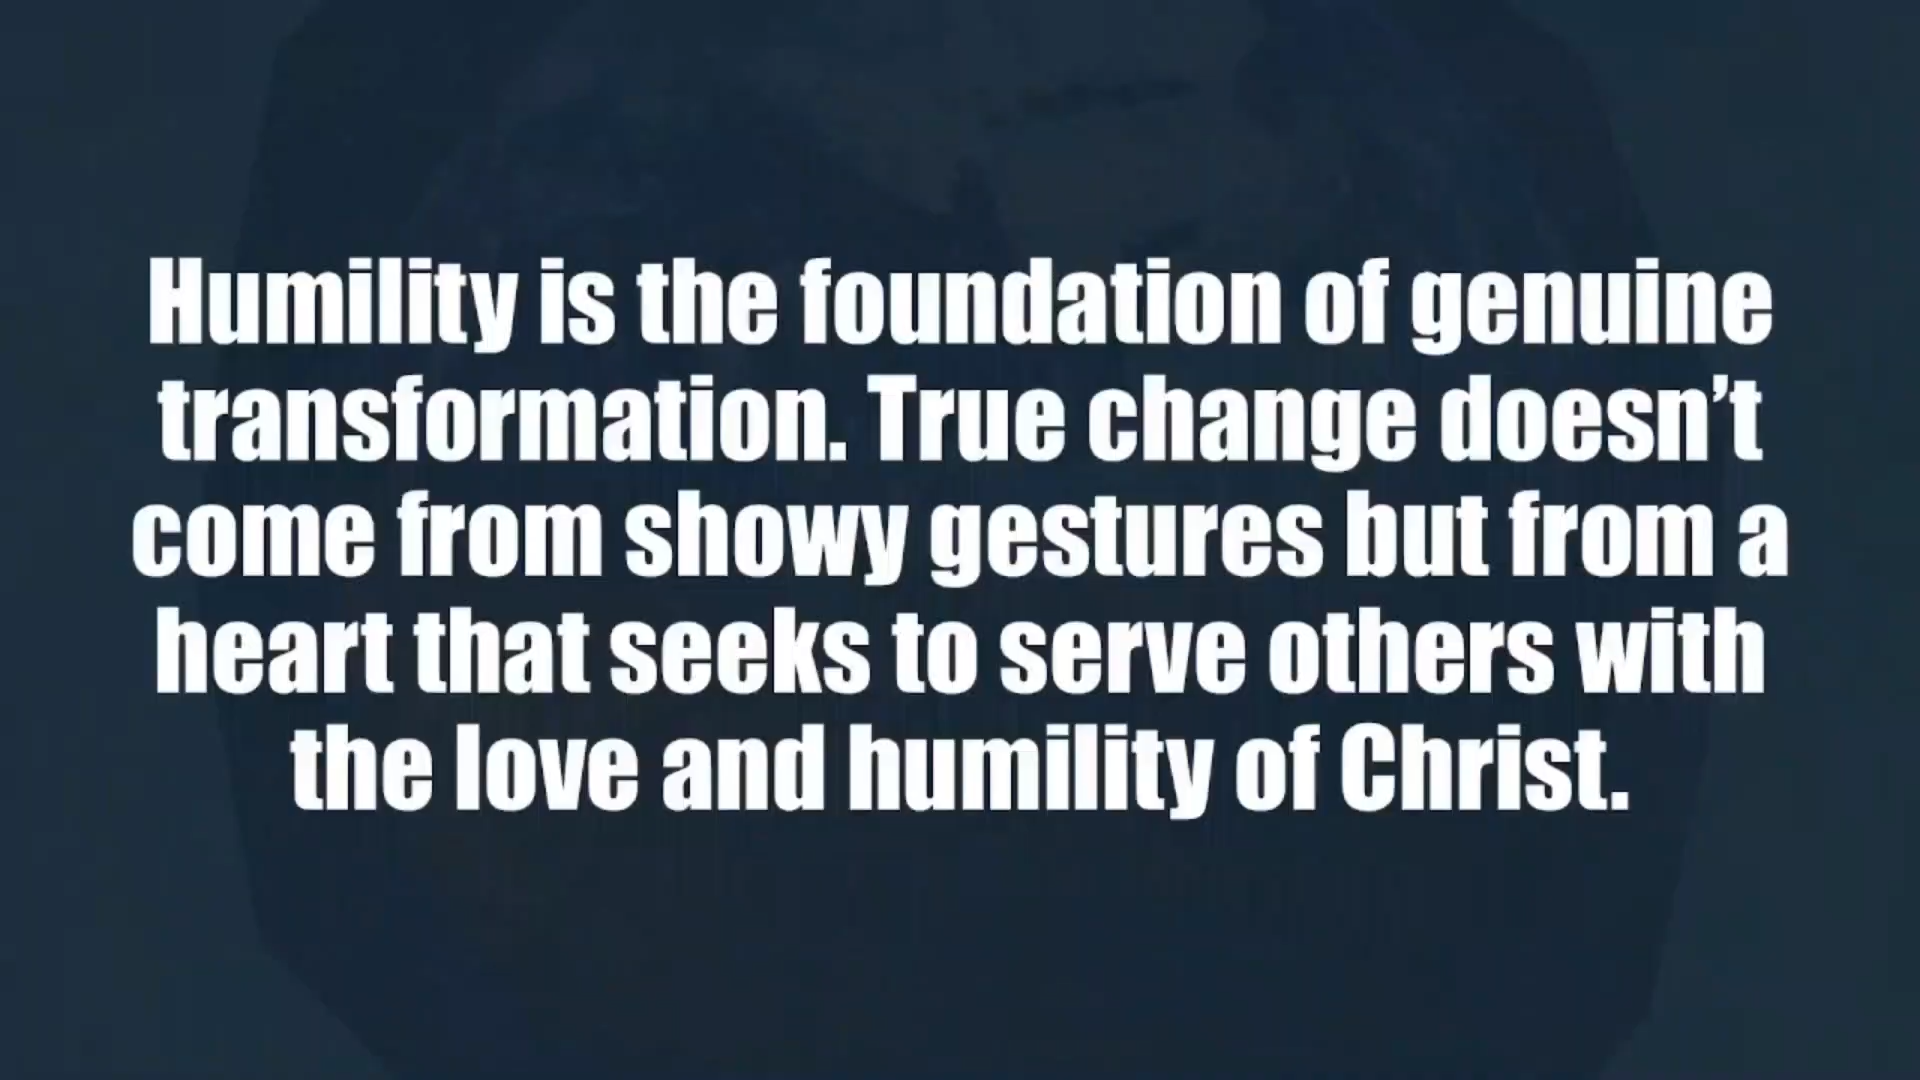 Humility is the foundation of genuine
transformation. True change doesn’t
come from showy gestures but from a
heart that seeks to serve others with
the love and humility of Christ.